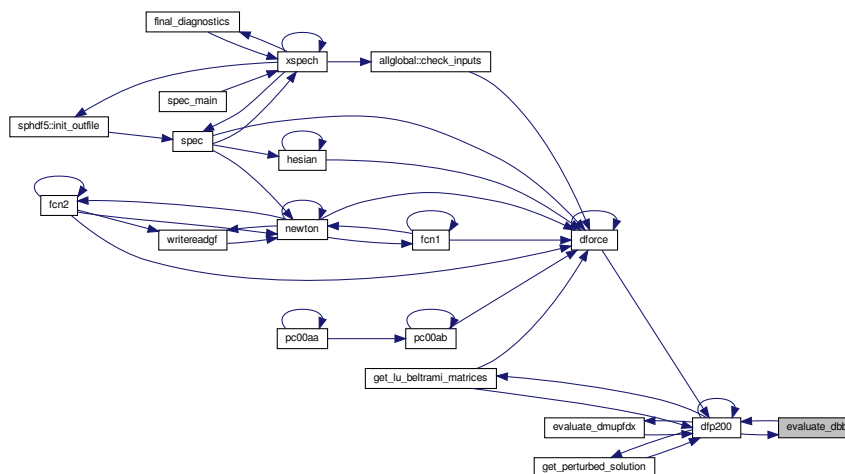 final_diagnostics
xspech
allglobal::check_inputs
spec_main
sphdf5::init_outfile
spec
hesian
fcn2
newton
writereadgf
fcn1
dforce
pc00aa
pc00ab
get_lu_beltrami_matrices
evaluate_dmupfdx
dfp200
evaluate_dbb
get_perturbed_solution